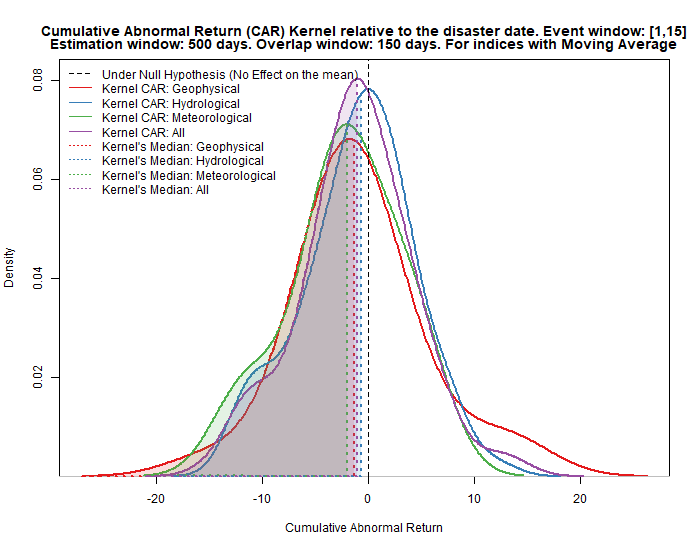 Cumulative Abnormal Return (CAR) Kernel relative to the disaster date. Event window: [1,15]
Estimation window: 500 days. Overlap window: 150 days. For indices with Moving Average
Under Null Hypothesis (No Effect on the mean)
Kernel CAR: Geophysical
Kernel CAR: Hydrological
Kernel CAR: Meteorological
Kernel CAR: All
Kernel's Median: Geophysical
Kernel's Median: Hydrological
Kernel's Median: Meteorological
Kernel's Median: All
0.08
0.06
0.04
0.02
Density
-20 -10 0 10 20
Cumulative Abnormal Return